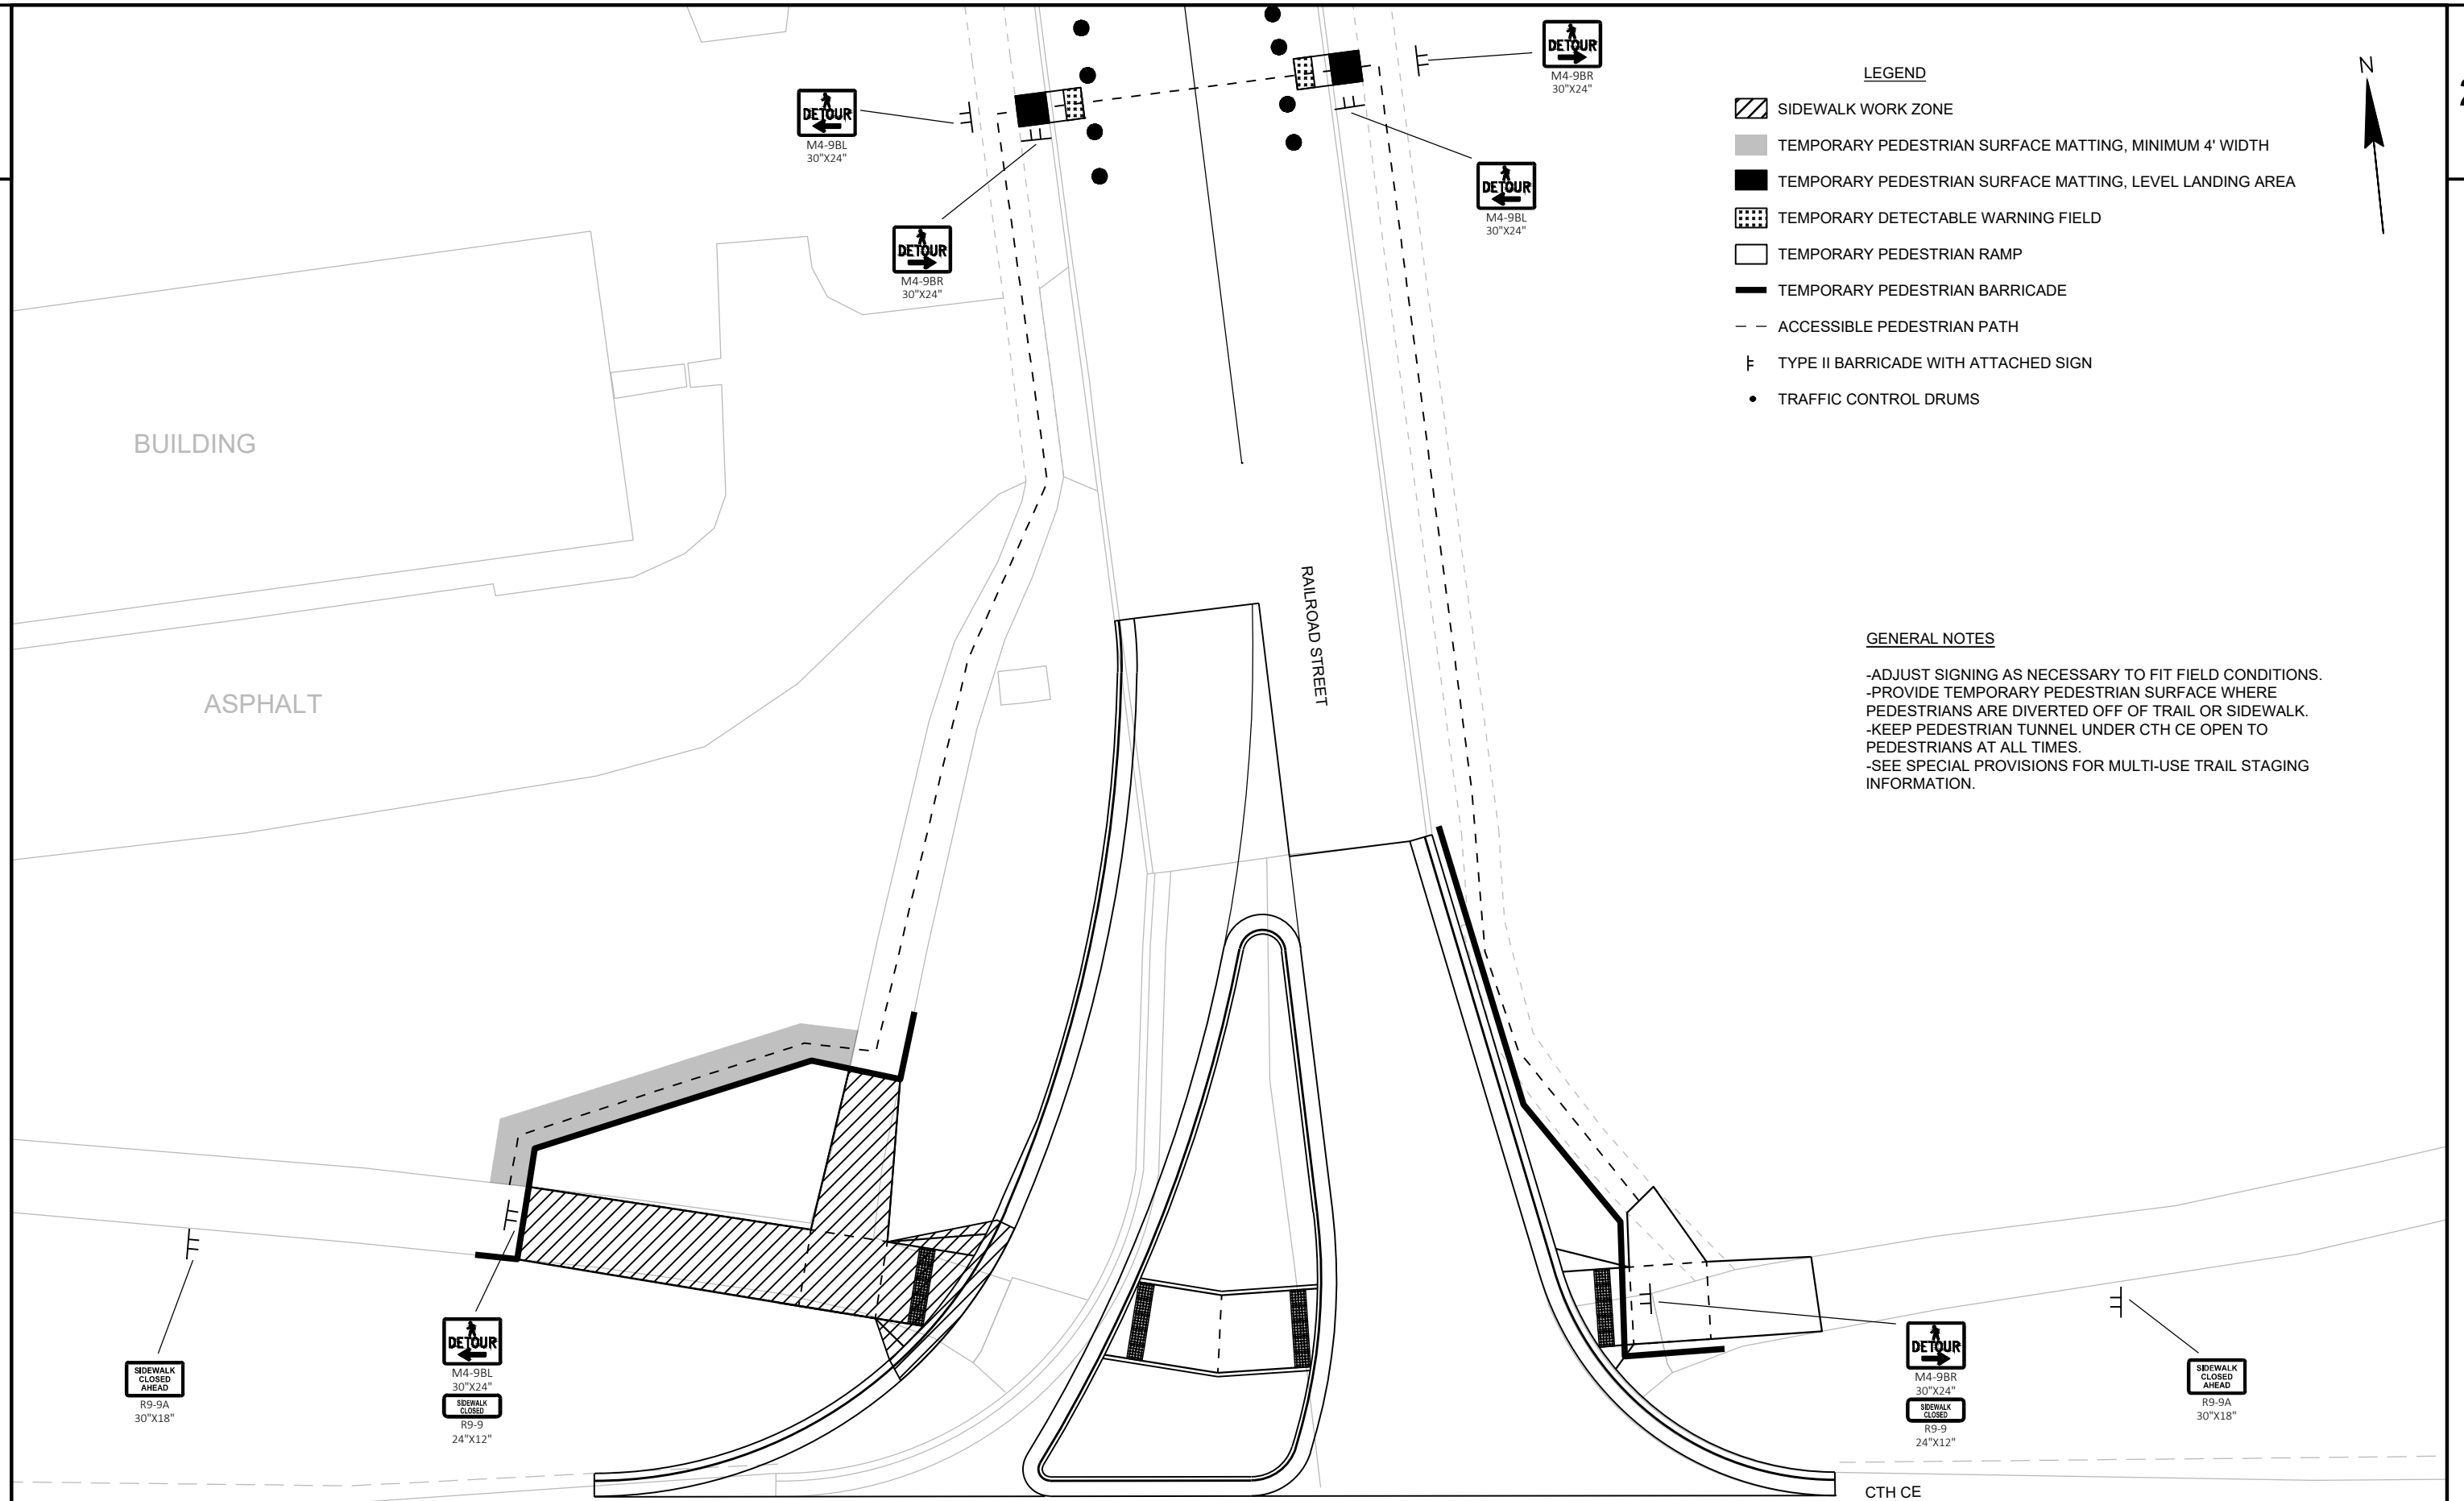 DETOUR
M4-9BR
30"X24"
DETOUR
M4-9BL
30"X24"
DETOUR
M4-9BL
30"X24"
DETOUR
M4-9BR
30"X24"
LEGEND
SIDEWALK WORK ZONE
TEMPORARY PEDESTRIAN SURFACE MATTING, MINIMUM 4' WIDTH
TEMPORARY PEDESTRIAN SURFACE MATTING, LEVEL LANDING AREA
TEMPORARY DETECTABLE WARNING FIELD
TEMPORARY PEDESTRIAN RAMP
TEMPORARY PEDESTRIAN BARRICADE
ACCESSIBLE PEDESTRIAN PATH
TYPE II BARRICADE WITH ATTACHED SIGN
TRAFFIC CONTROL DRUMS
N
BUILDING
ASPHALT
RAILROAD STREET
GENERAL NOTES
-ADJUST SIGNING AS NECESSARY TO FIT FIELD CONDITIONS.
-PROVIDE TEMPORARY PEDESTRIAN SURFACE WHERE
PEDESTRIANS ARE DIVERTED OFF OF TRAIL OR SIDEWALK.
-KEEP PEDESTRIAN TUNNEL UNDER CTH CE OPEN TO
PEDESTRIANS AT ALL TIMES.
-SEE SPECIAL PROVISIONS FOR MULTI-USE TRAIL STAGING
INFORMATION.
SIDEWALK
CLOSED
AHEAD
R9-9A
30"X18"
DETOUR
M4-9BL
30"X24"
SIDEWALK
CLOSED
R9-9
24"X12"
DETOUR
M4-9BR
30"X24"
SIDEWALK
CLOSED
R9-9
24"X12"
SIDEWALK
CLOSED
AHEAD
R9-9A
30"X18"
CTH CE